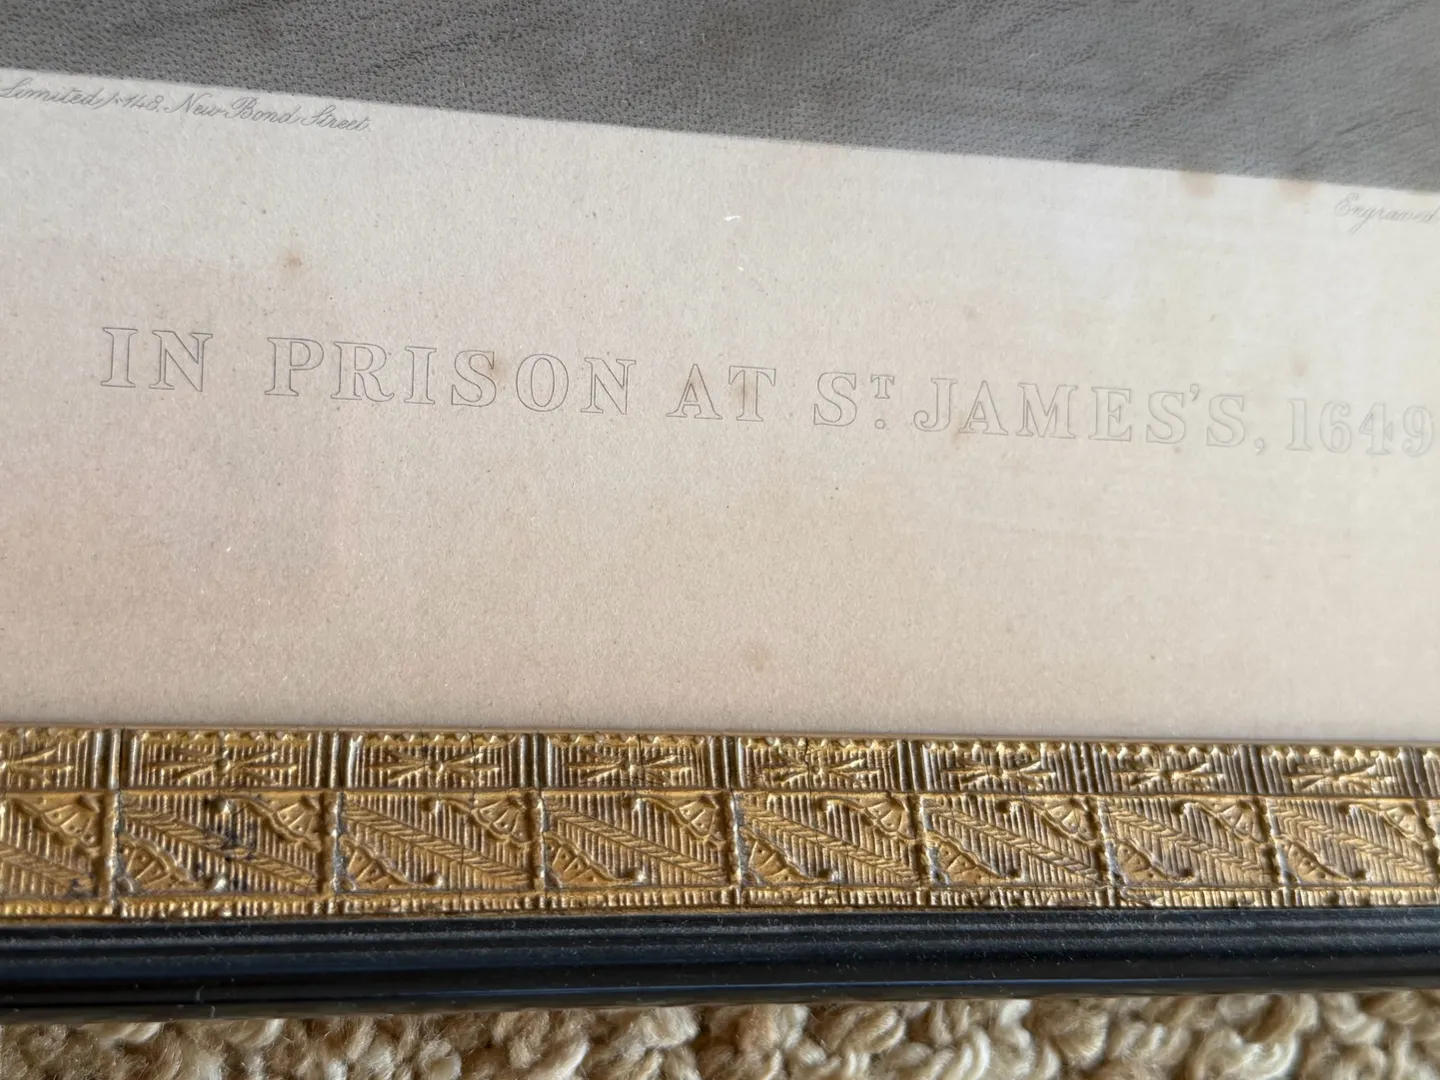 Limited) 148, New Bond Street.
Engraved
IN PRISON AT ST. JAMES'S, 1649